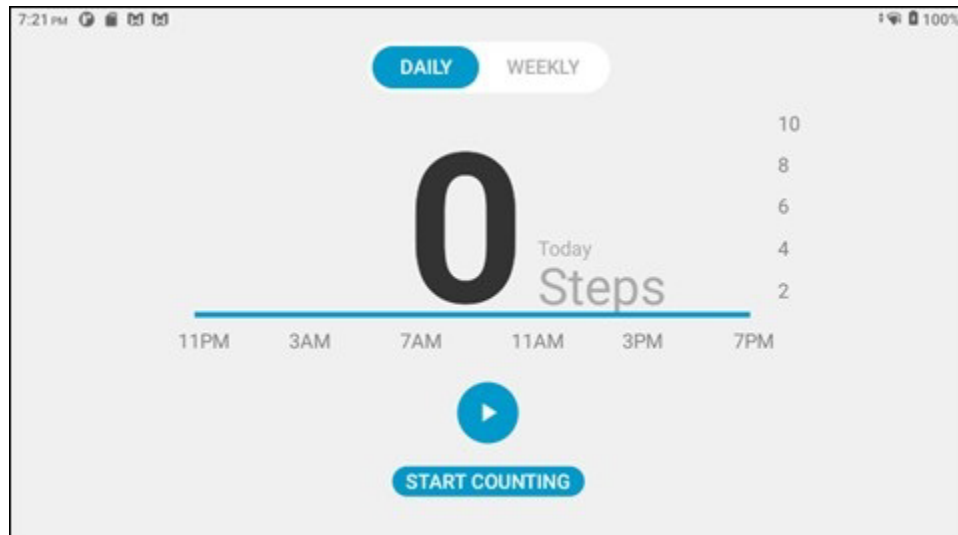 7:21 PM 100%
DAILY WEEKLY
10
8
6
4
2
0 Today
Steps
11PM 3AM 7AM 11AM 3PM 7PM
START COUNTING